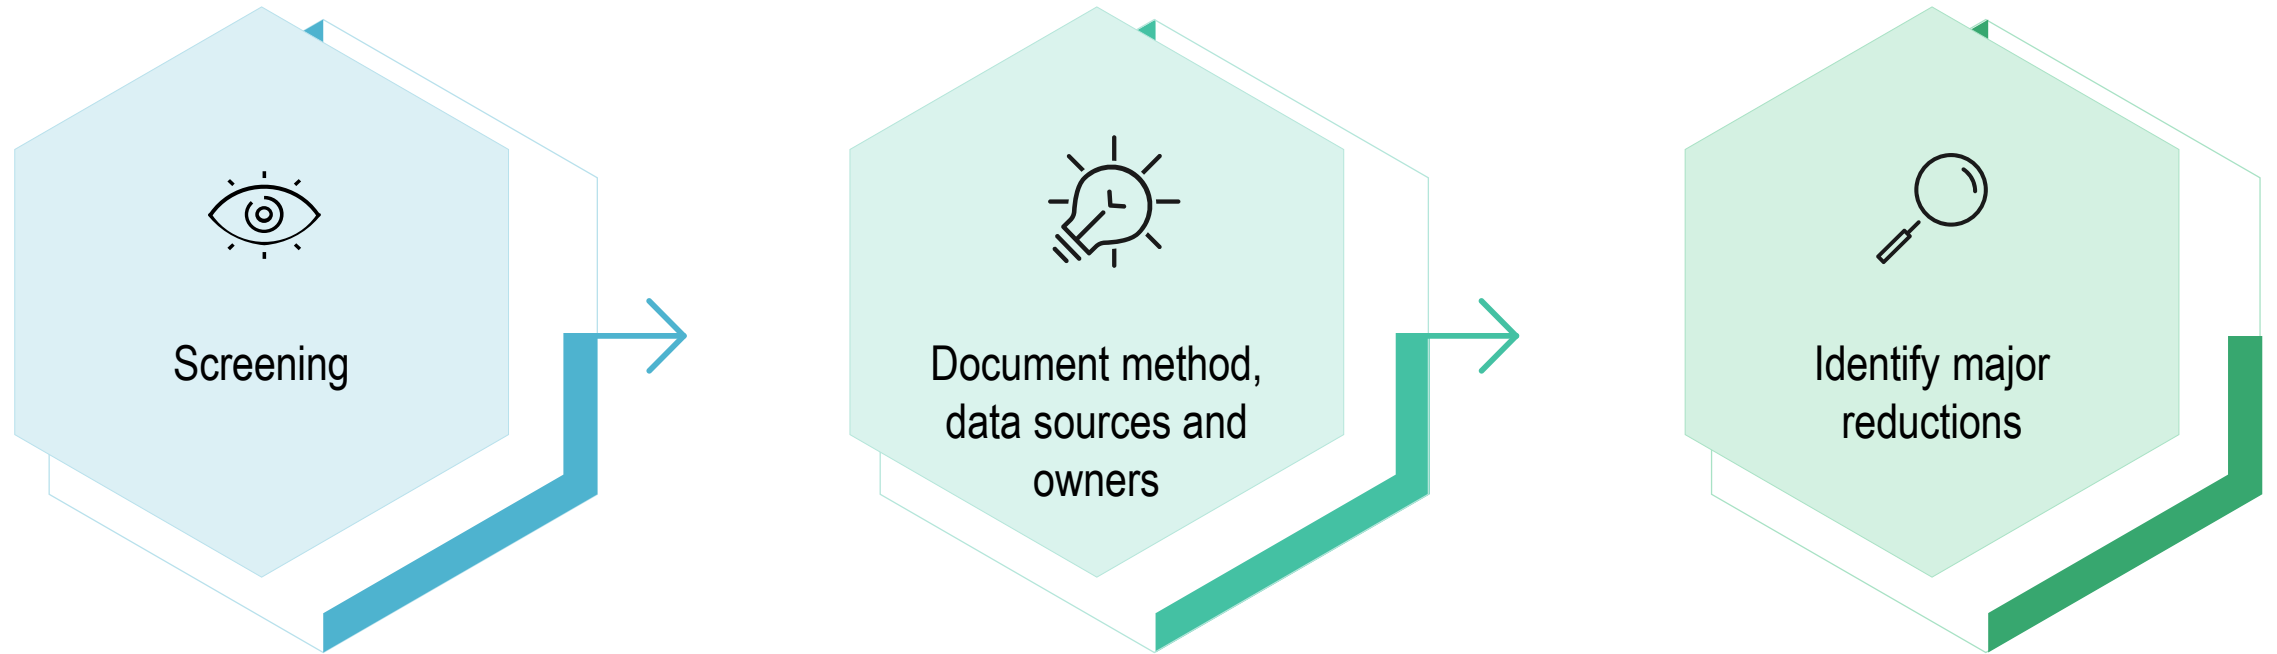 Screening
Document method,
data sources and
owners
Identify major
reductions